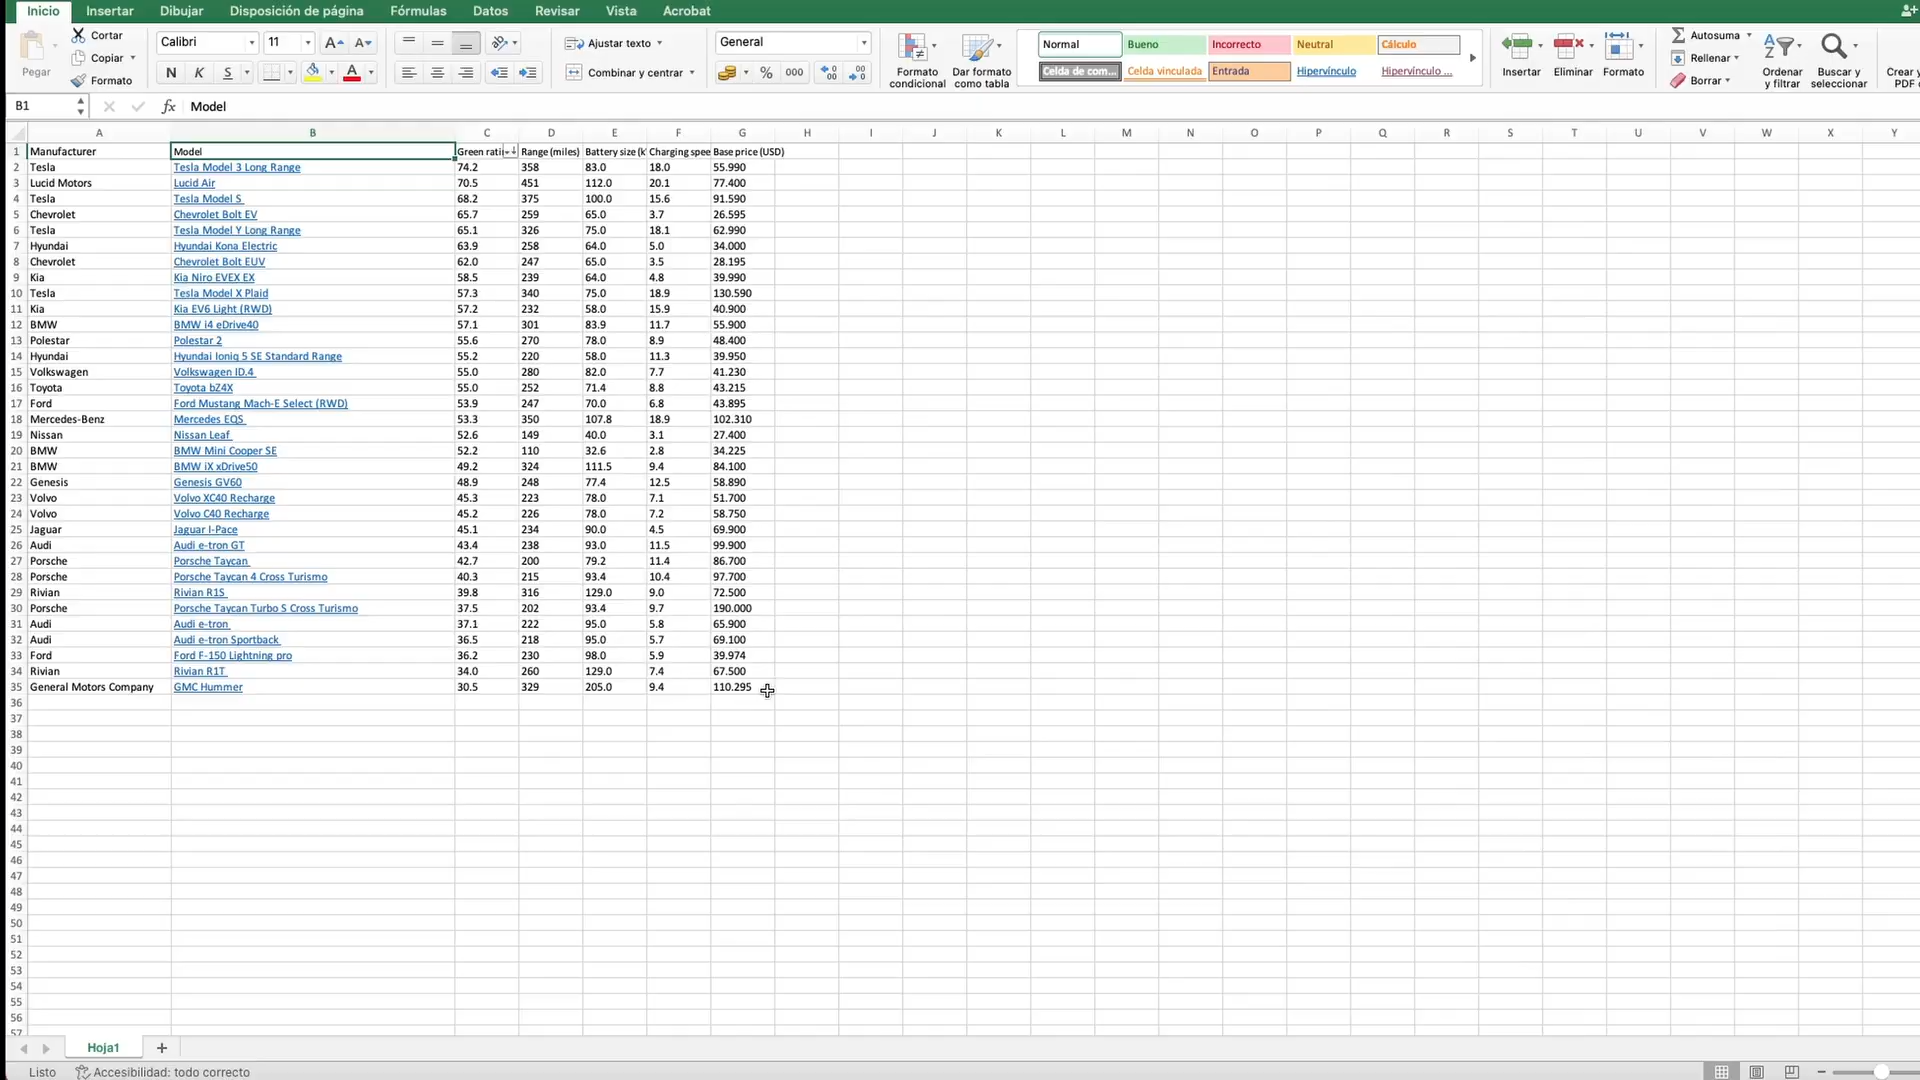 Inicio Insertar Dibujar Disposición de página Fórmulas Datos Revisar Vista Acrobat
Pegar
Cortar
Copiar
Formato
Calibri 11 A A
N K S A
Ajustar texto
Combinar y centrar
General
% 000
Formato condicional
Dar formato como tabla
Normal Bueno Incorrecto Neutral Cálculo
Celda de com... Celda vinculada Entrada Hipervínculo Hipervínculo ...
Insertar Eliminar Formato
Autosuma
Rellenar
Borrar
Ordenar y filtrar
Buscar y seleccionar
Crear y PDF
B1 fx Model
A B C D E F G H I J K L M N O P Q R S T U V W X Y
1 Manufacturer Model Green rati Range (miles) Battery size (k Charging spee Base price (USD)
2 Tesla Tesla Model 3 Long Range 74.2 358 83.0 18.0 55.990
3 Lucid Motors Lucid Air 70.5 451 112.0 20.1 77.400
4 Tesla Tesla Model S 68.2 375 100.0 15.6 91.590
5 Chevrolet Chevrolet Bolt EV 65.7 259 65.0 3.7 26.595
6 Tesla Tesla Model Y Long Range 65.1 326 75.0 18.1 62.990
7 Hyundai Hyundai Kona Electric 63.9 258 64.0 5.0 34.000
8 Chevrolet Chevrolet Bolt EUV 62.0 247 65.0 3.5 28.195
9 Kia Kia Niro EVEX EX 58.5 239 64.0 4.8 39.990
10 Tesla Tesla Model X Plaid 57.3 340 75.0 18.9 130.590
11 Kia Kia EV6 Light (RWD) 57.2 232 58.0 15.9 40.900
12 BMW BMW i4 eDrive40 57.1 301 83.9 11.7 55.900
13 Polestar Polestar 2 55.6 270 78.0 8.9 48.400
14 Hyundai Hyundai Ioniq 5 SE Standard Range 55.2 220 58.0 11.3 39.950
15 Volkswagen Volkswagen ID.4 55.0 280 82.0 7.7 41.230
16 Toyota Toyota bZ4X 55.0 252 71.4 8.8 43.215
17 Ford Ford Mustang Mach-E Select (RWD) 53.9 247 70.0 6.8 43.895
18 Mercedes-Benz Mercedes EQS 53.3 350 107.8 18.9 102.310
19 Nissan Nissan Leaf 52.6 149 40.0 3.1 27.400
20 BMW BMW Mini Cooper SE 52.2 110 32.6 2.8 34.225
21 BMW BMW iX xDrive50 49.2 324 111.5 9.4 84.100
22 Genesis Genesis GV60 48.9 248 77.4 12.5 58.890
23 Volvo Volvo XC40 Recharge 45.3 223 78.0 7.1 51.700
24 Volvo Volvo C40 Recharge 45.2 226 78.0 7.2 58.750
25 Jaguar Jaguar I-Pace 45.1 234 90.0 4.5 69.900
26 Audi Audi e-tron GT 43.4 238 93.0 11.5 99.900
27 Porsche Porsche Taycan 42.7 200 79.2 11.4 86.700
28 Porsche Porsche Taycan 4 Cross Turismo 40.3 215 93.4 10.4 97.700
29 Rivian Rivian R1S 39.8 316 129.0 9.0 72.500
30 Porsche Porsche Taycan Turbo S Cross Turismo 37.5 202 93.4 9.7 190.000
31 Audi Audi e-tron 37.1 222 95.0 5.8 65.900
32 Audi Audi e-tron Sportback 36.5 218 95.0 5.7 69.100
33 Ford Ford F-150 Lightning pro 36.2 230 98.0 5.9 39.974
34 Rivian Rivian R1T 34.0 260 129.0 7.4 67.500
35 General Motors Company GMC Hummer 30.5 329 205.0 9.4 110.295
36
37
38
39
40
41
42
43
44
45
46
47
48
49
50
51
52
53
54
55
56
57
Hoja1 +
Listo Accesibilidad: todo correcto